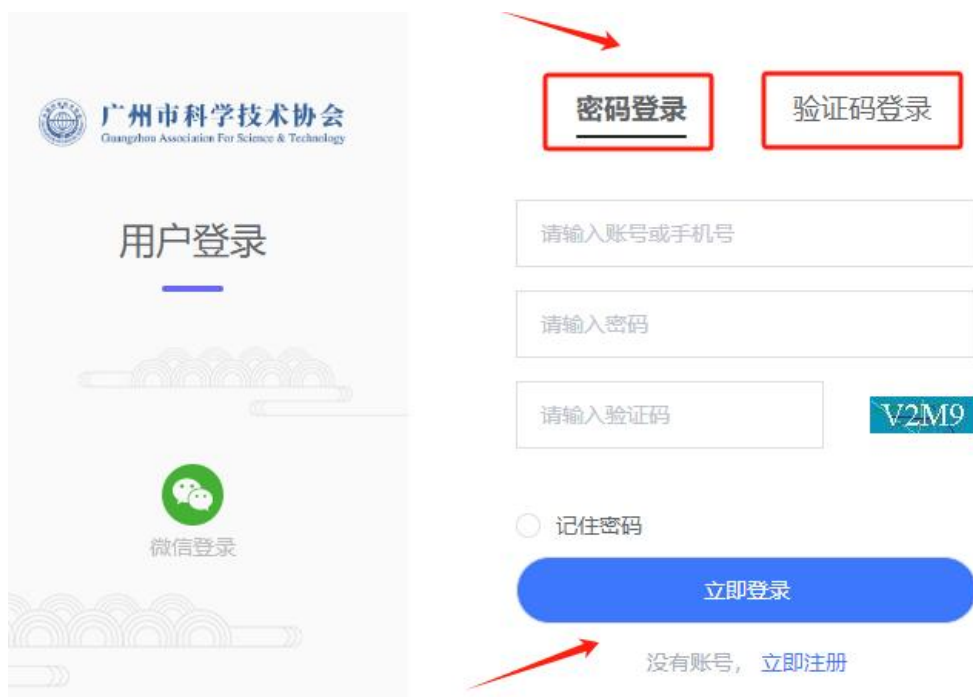 广州市科学技术协会
Guangzhou Association For Science & Technology
用户登录
微信登录
密码登录
验证码登录
请输入账号或手机号
请输入密码
请输入验证码
V2M9
记住密码
立即登录
没有账号，立即注册